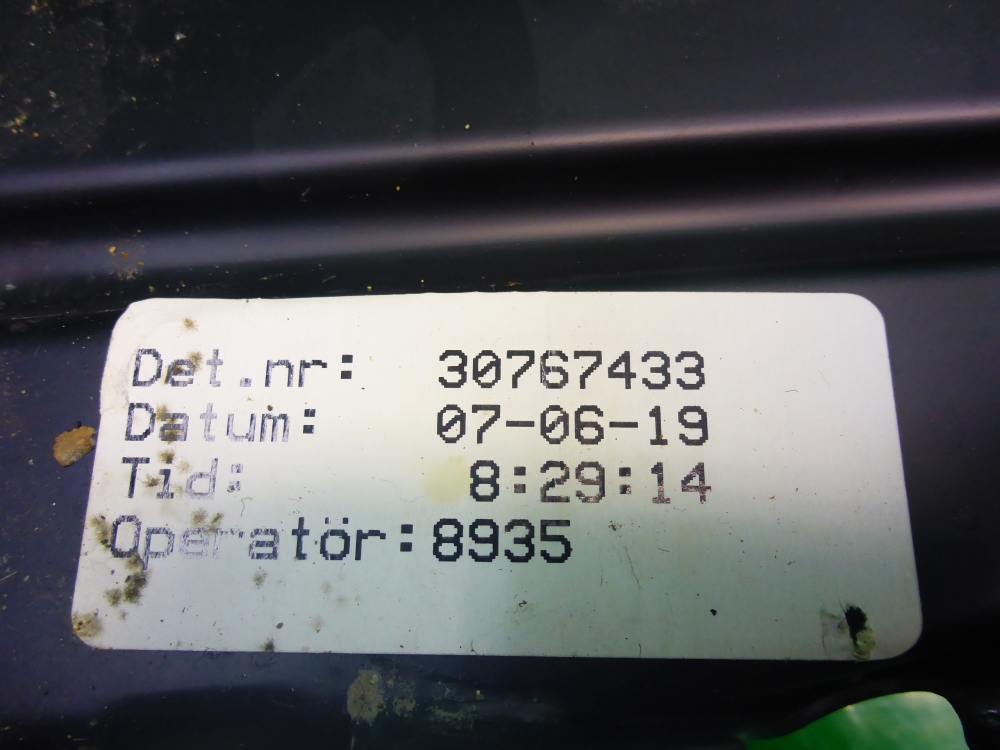 Det.nr: 30767433
Datum: 07-06-19
Tid: 8:29:14
Operatör:8935